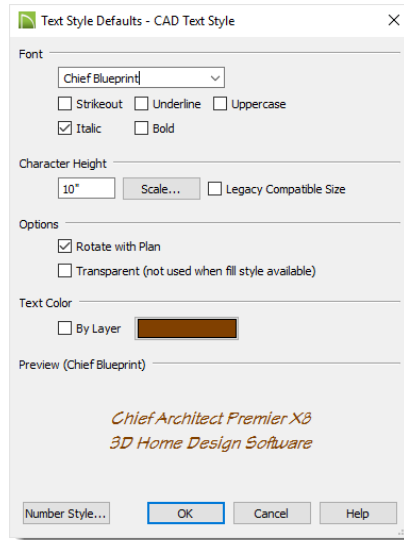 Text Style Defaults - CAD Text Style
Font
Chief Blueprint
Strikeout Underline Uppercase
Italic Bold
Character Height
10" Scale... Legacy Compatible Size
Options
Rotate with Plan
Transparent (not used when fill style available)
Text Color
By Layer
Preview (Chief Blueprint)
Chief Architect Premier X8
3D Home Design Software
Number Style... OK Cancel Help